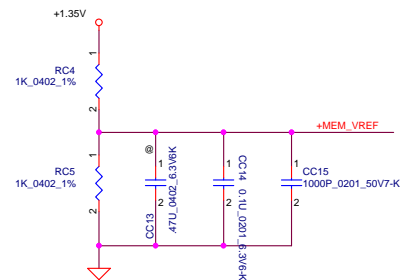 +1.35V
1
RC4
1K_0402_1%
2
+MEM_VREF
1
RC5
1K_0402_1%
2
@
1
2
CC13
.47U_0402_6.3V6K
1
2
CC14 0.1U_0201_6.3V6-K
1
CC15
1000P_0201_50V7-K
2